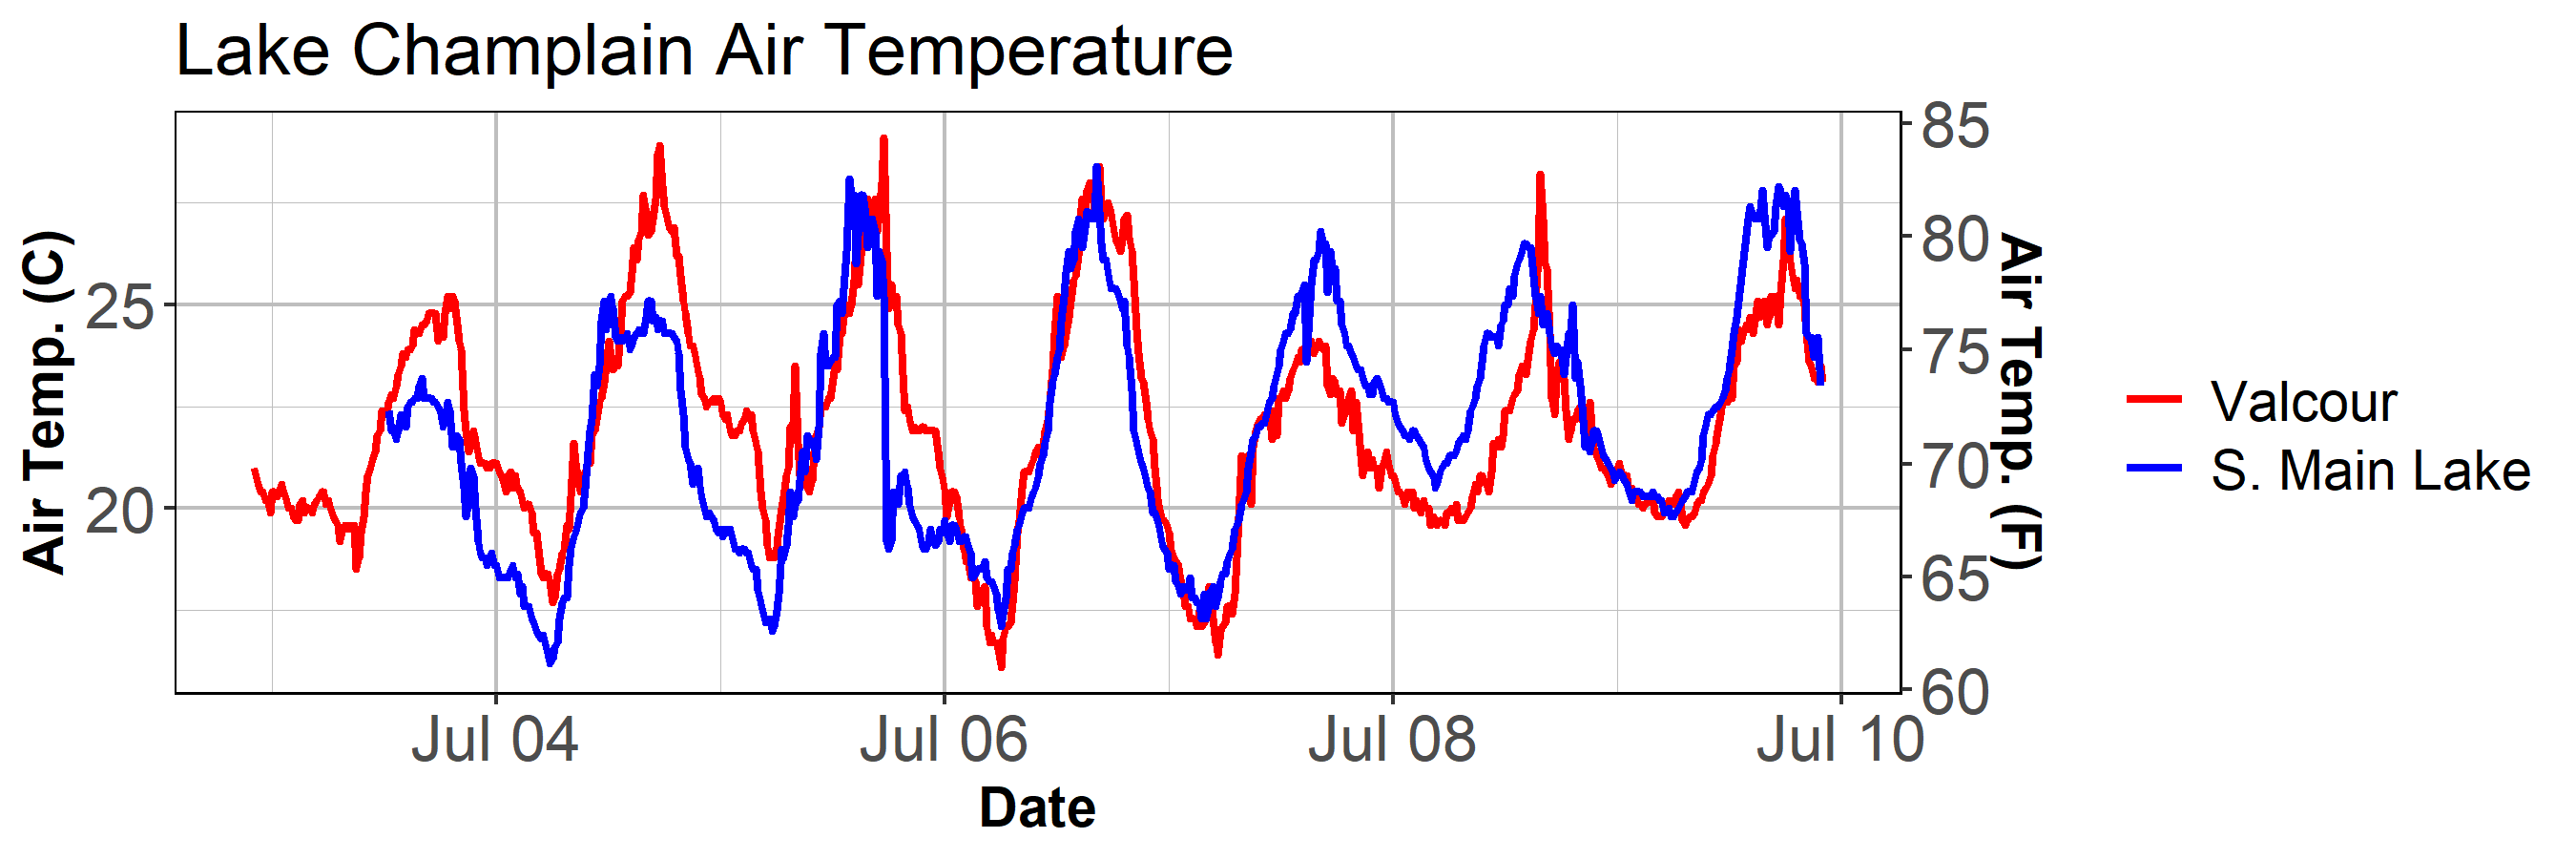 Lake Champlain Air Temperature
Air Temp. (C)
25
20
85
80
75
70
65
60
Air Temp. (F)
Jul 04
Jul 06
Jul 08
Jul 10
Date
Valcour
S. Main Lake